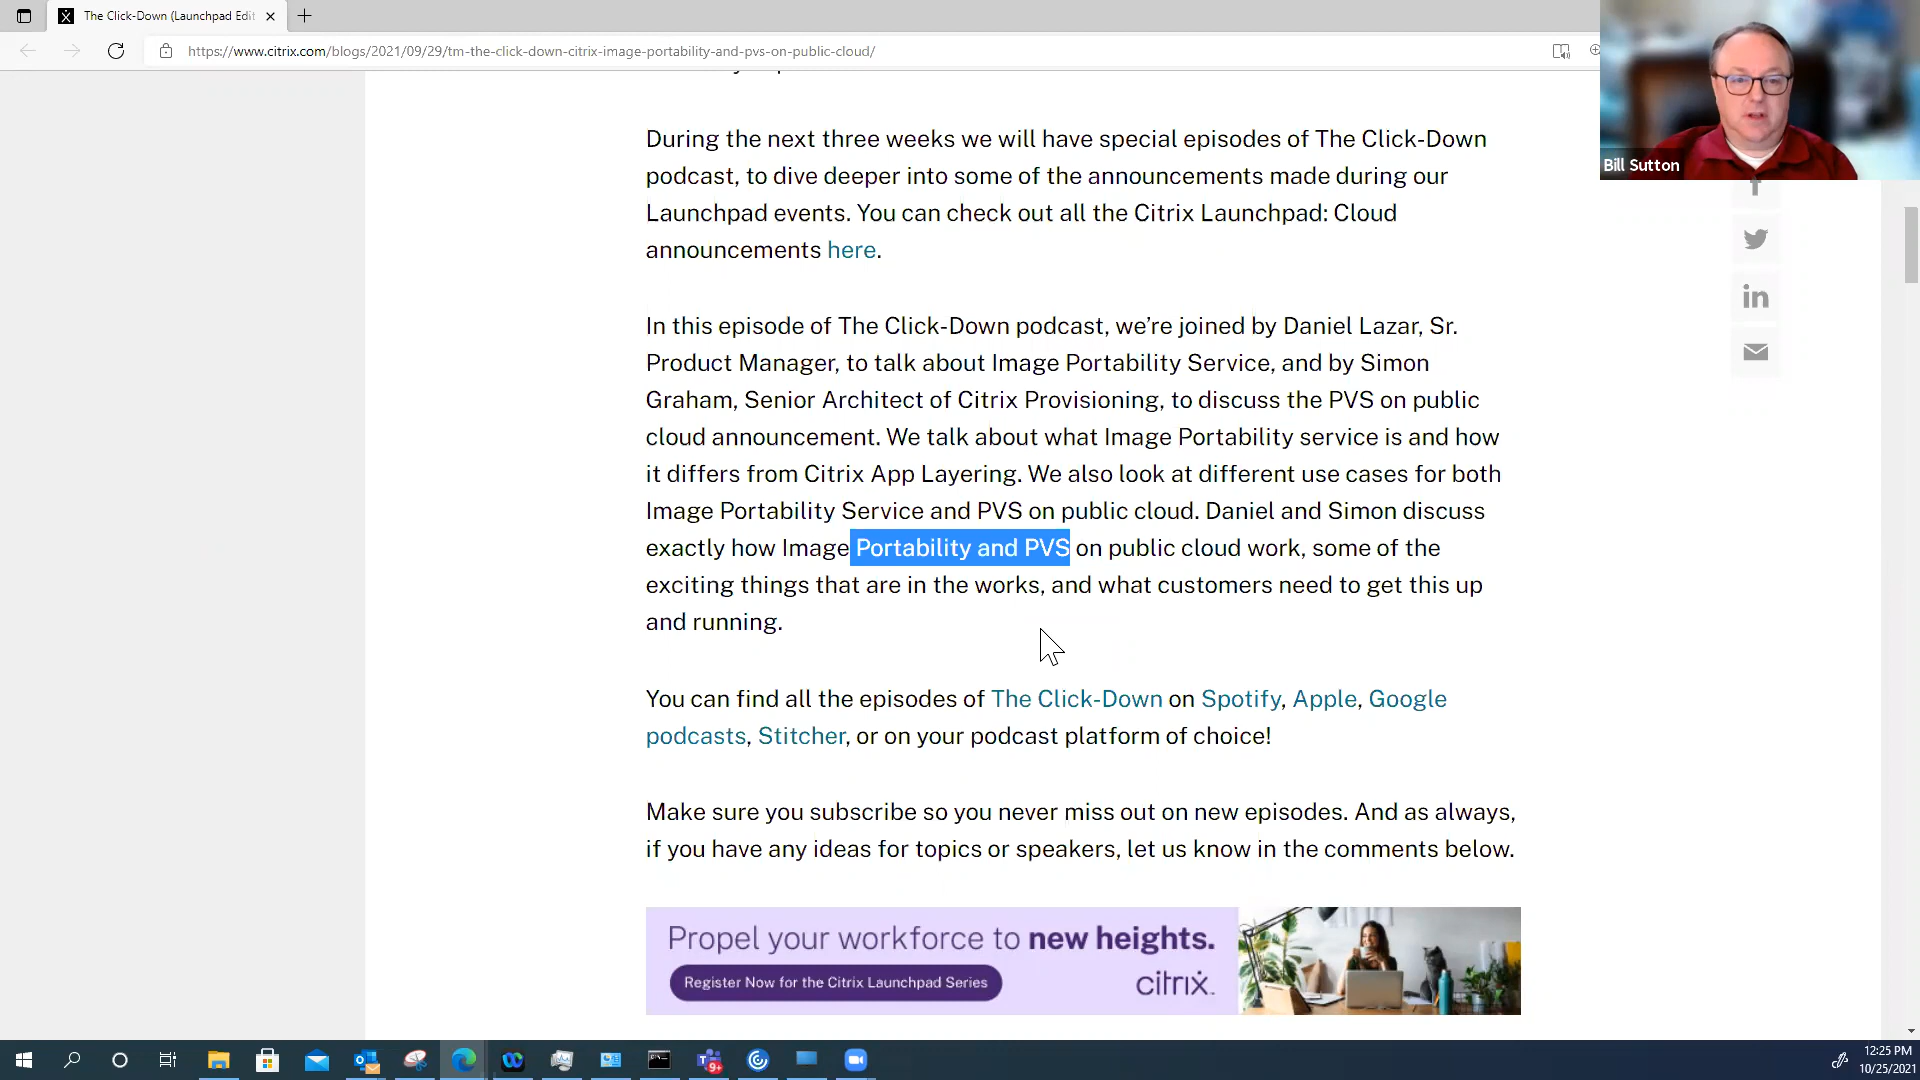 The Click-Down (Launchpad Edit
https://www.citrix.com/blogs/2021/09/29/tm-the-click-down-citrix-image-portability-and-pvs-on-public-cloud/
Bill Sutton
During the next three weeks we will have special episodes of The Click-Down
podcast, to dive deeper into some of the announcements made during our
Launchpad events. You can check out all the Citrix Launchpad: Cloud
announcements here.
In this episode of The Click-Down podcast, we’re joined by Daniel Lazar, Sr.
Product Manager, to talk about Image Portability Service, and by Simon
Graham, Senior Architect of Citrix Provisioning, to discuss the PVS on public
cloud announcement. We talk about what Image Portability service is and how
it differs from Citrix App Layering. We also look at different use cases for both
Image Portability Service and PVS on public cloud. Daniel and Simon discuss
exactly how Image Portability and PVS on public cloud work, some of the
exciting things that are in the works, and what customers need to get this up
and running.
You can find all the episodes of The Click-Down on Spotify, Apple, Google
podcasts, Stitcher, or on your podcast platform of choice!
Make sure you subscribe so you never miss out on new episodes. And as always,
if you have any ideas for topics or speakers, let us know in the comments below.
Propel your workforce to new heights.
Register Now for the Citrix Launchpad Series
citrix.
9+
12:25 PM
10/25/2021